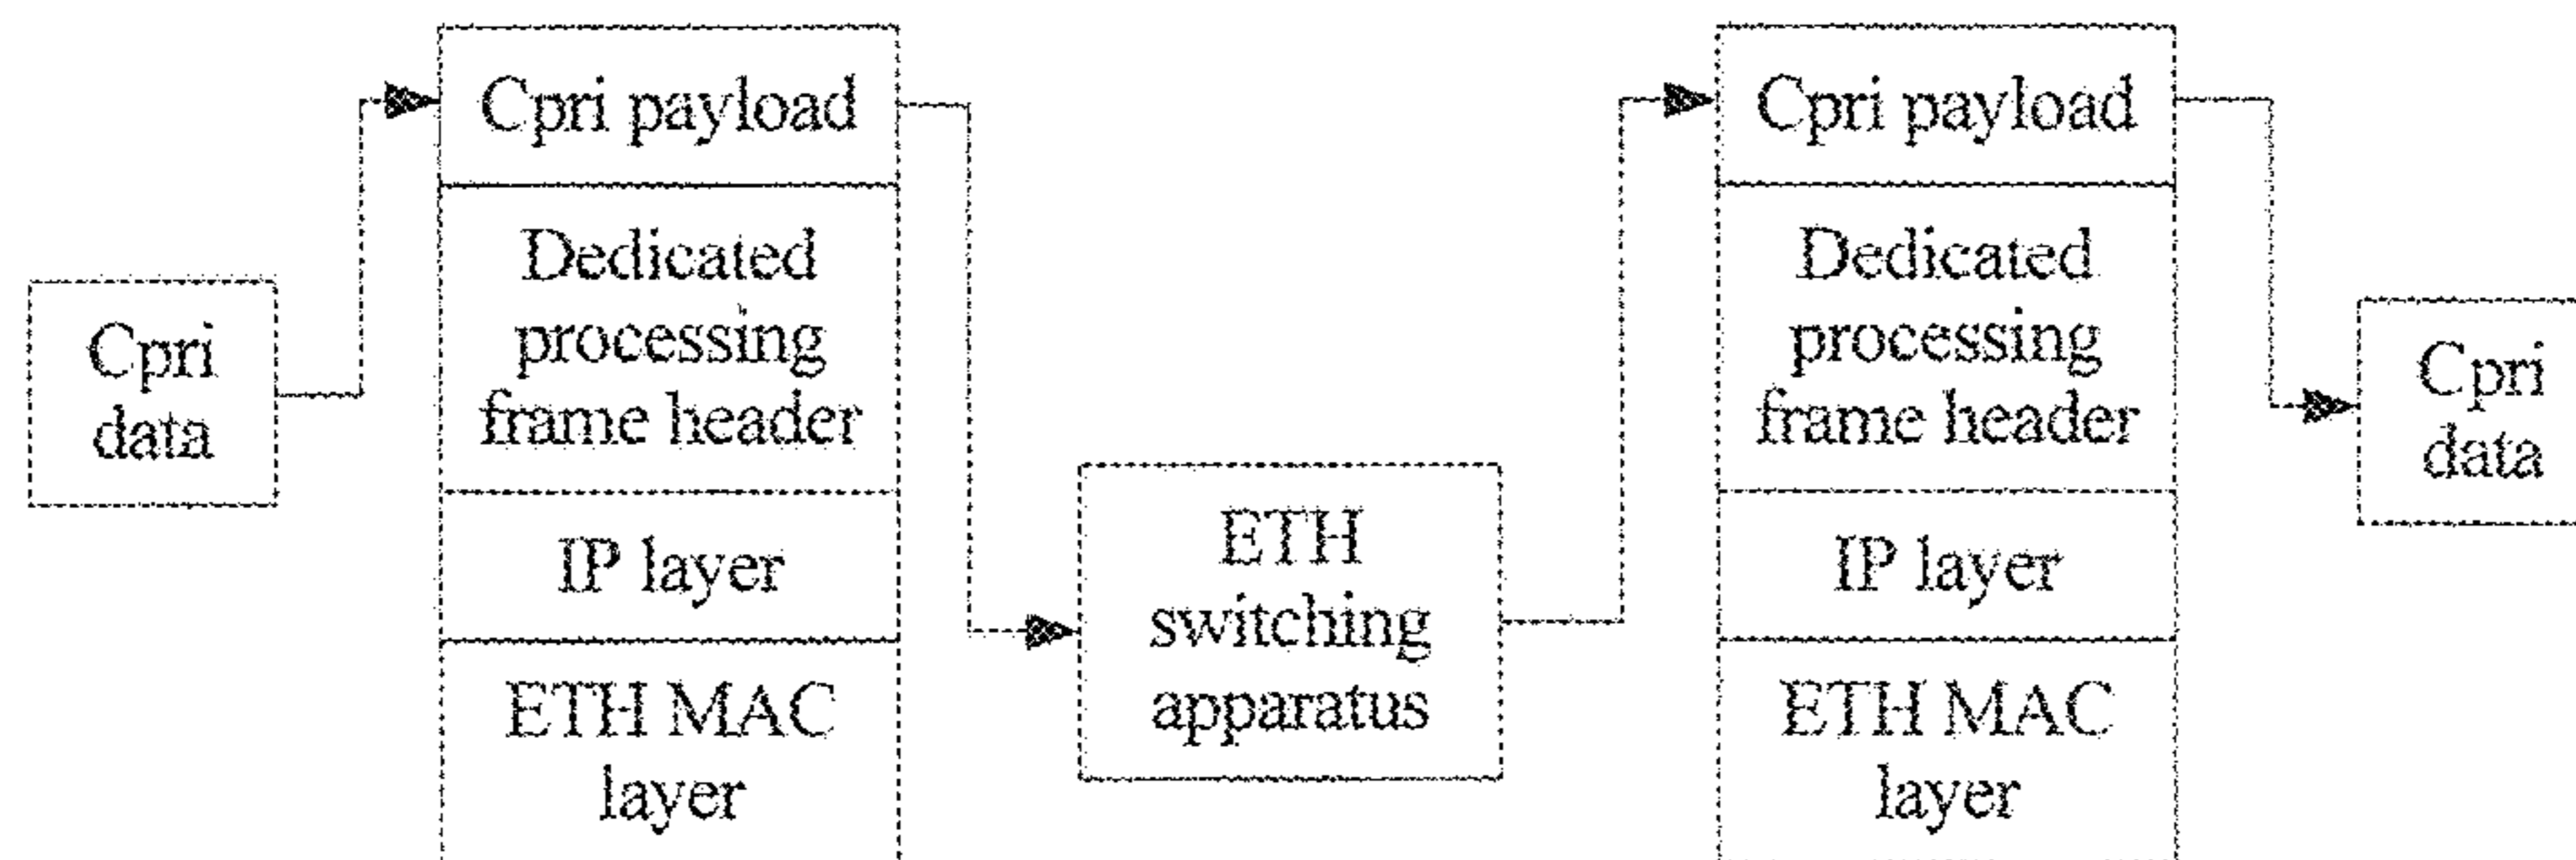 Cpri
data
Cpri payload
Dedicated
processing
frame header
IP layer
ETH MAC
layer
ETH
switching
apparatus
Cpri payload
Dedicated
processing
frame header
IP layer
ETH MAC
layer
Cpri
data